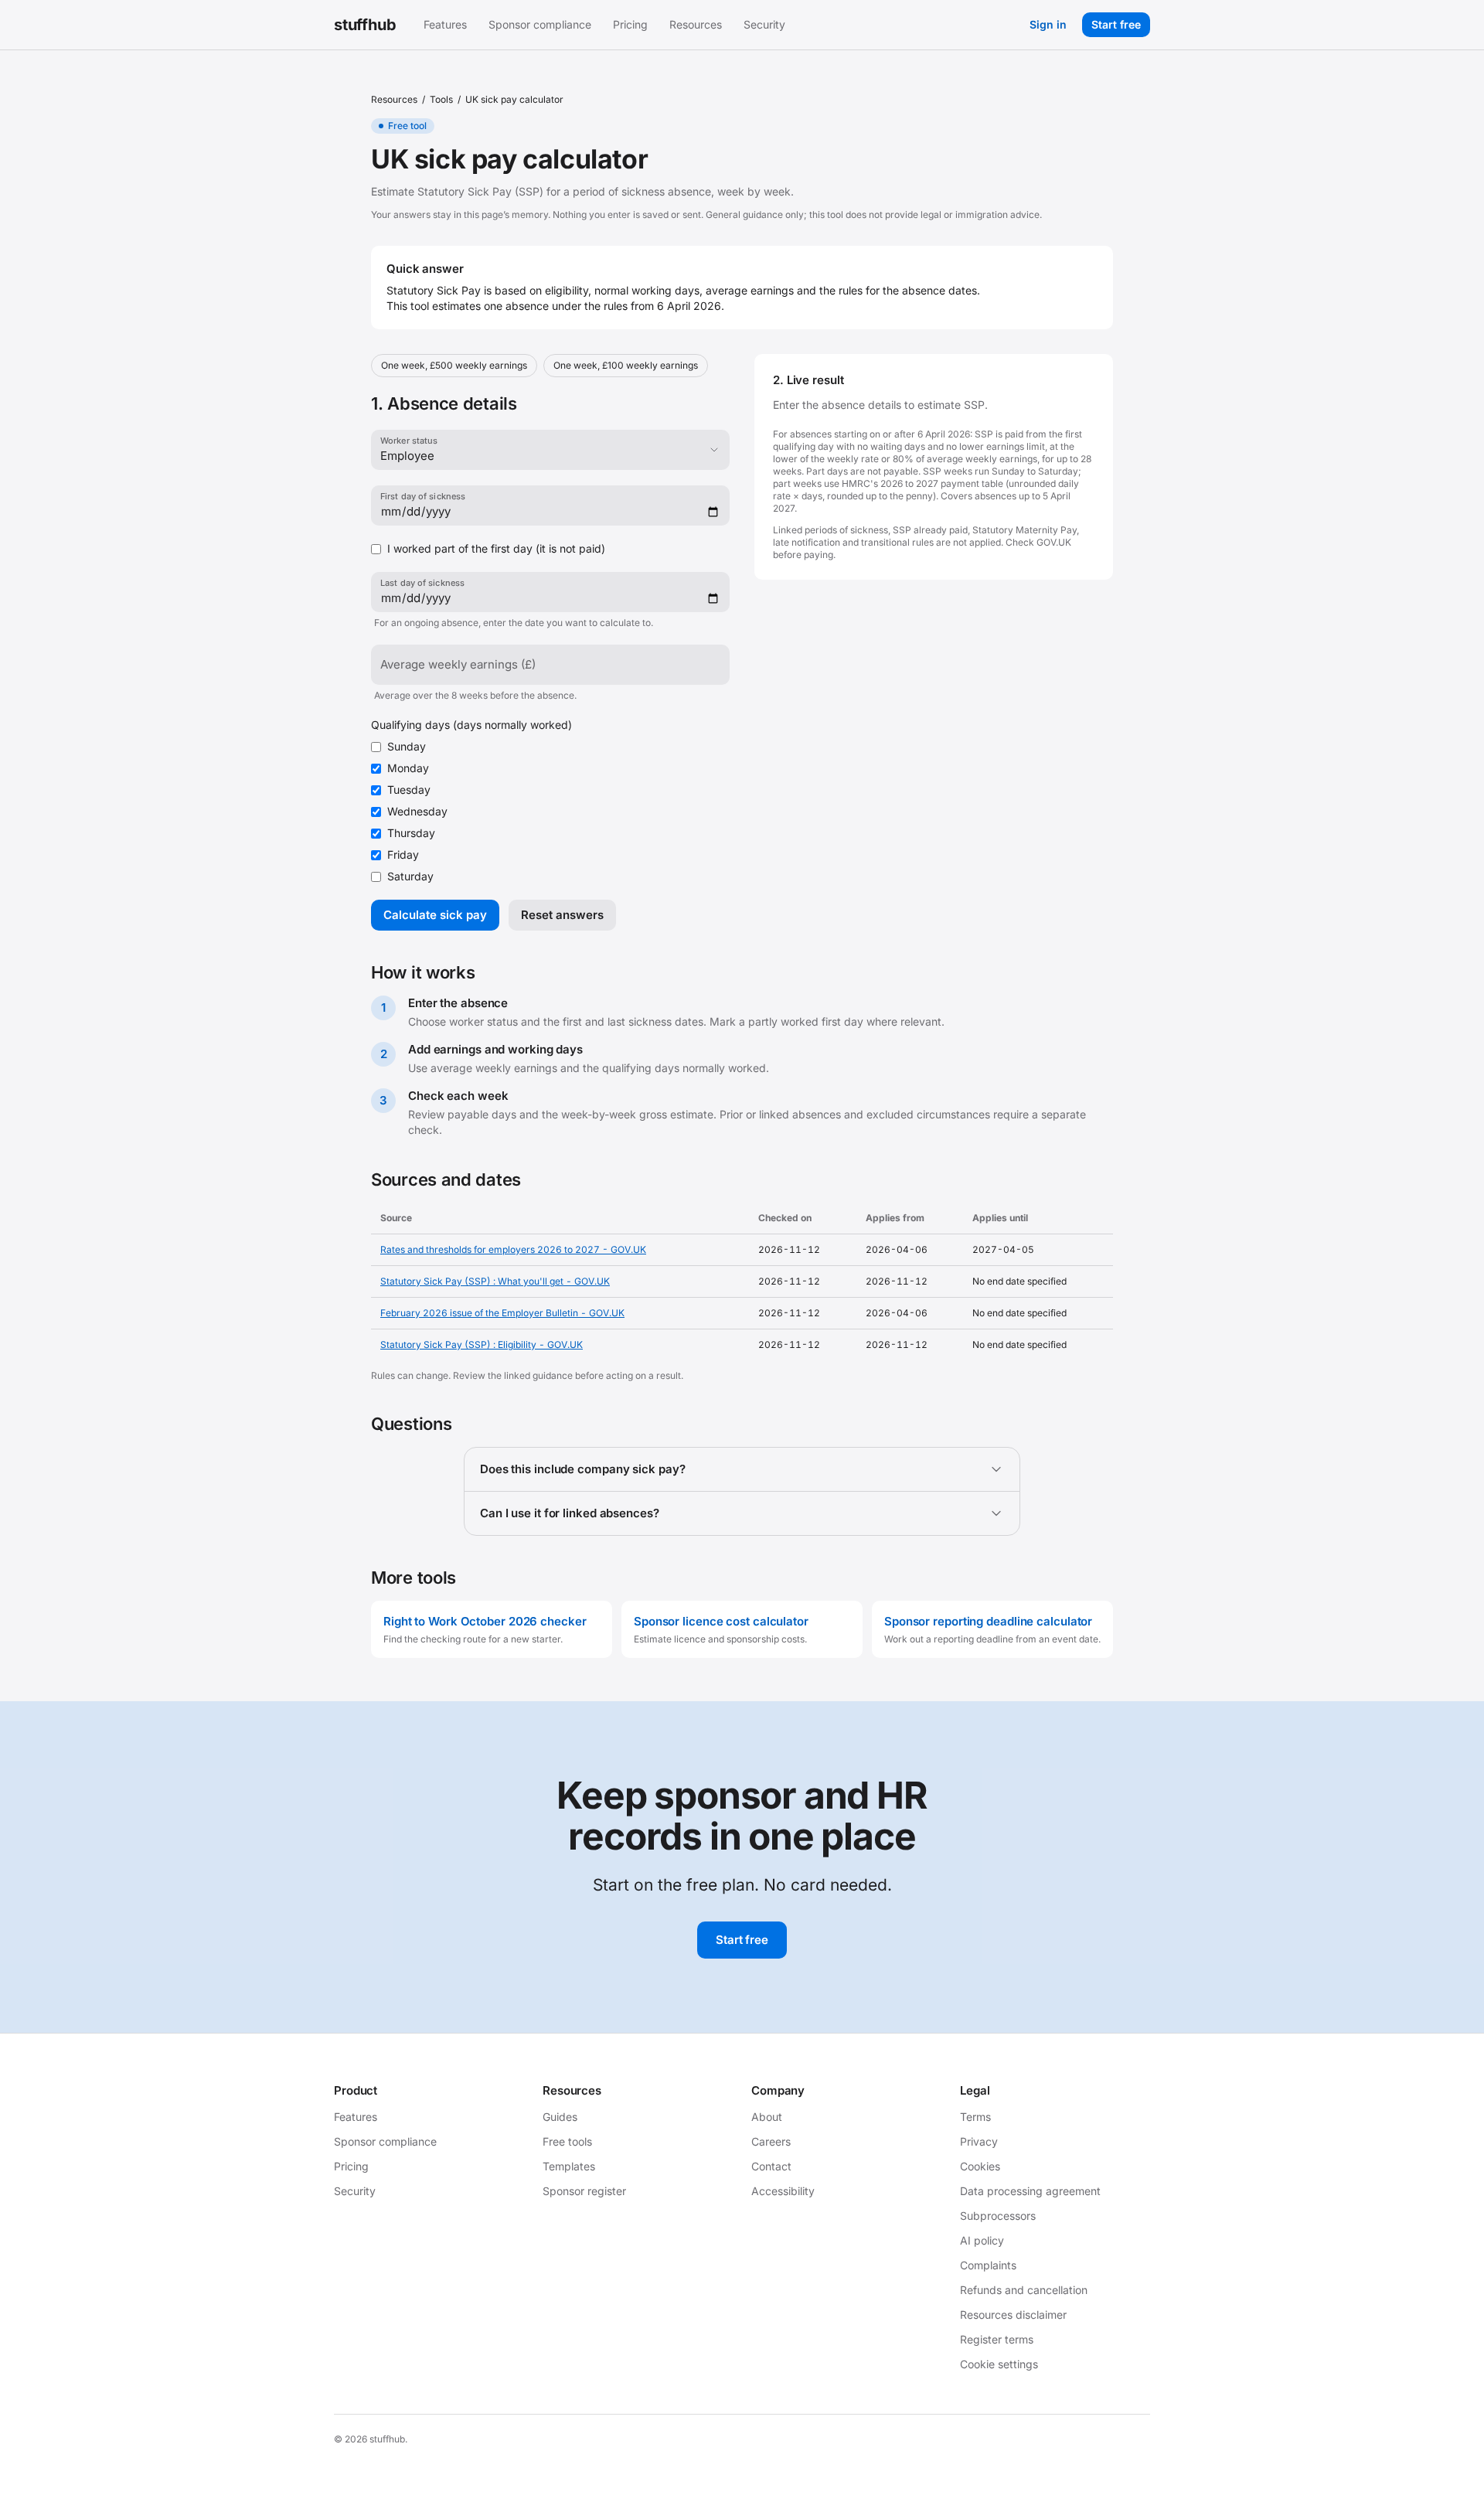 stuffhub
Features
Sponsor compliance
Pricing
Resources
Security
Sign in
Start free
Resources / Tools / UK sick pay calculator
Free tool
UK sick pay calculator
Estimate Statutory Sick Pay (SSP) for a period of sickness absence, week by week.
Your answers stay in this page's memory. Nothing you enter is saved or sent. General guidance only; this tool does not provide legal or immigration advice.
Quick answer
Statutory Sick Pay is based on eligibility, normal working days, average earnings and the rules for the absence dates.
This tool estimates one absence under the rules from 6 April 2026.
One week, £500 weekly earnings
One week, £100 weekly earnings
1. Absence details
Worker status
Employee
First day of sickness
mm/dd/yyyy
I worked part of the first day (it is not paid)
Last day of sickness
mm/dd/yyyy
For an ongoing absence, enter the date you want to calculate to.
Average weekly earnings (£)
Average over the 8 weeks before the absence.
Qualifying days (days normally worked)
Sunday
Monday
Tuesday
Wednesday
Thursday
Friday
Saturday
Calculate sick pay
Reset answers
2. Live result
Enter the absence details to estimate SSP.
For absences starting on or after 6 April 2026: SSP is paid from the first
qualifying day with no waiting days and no lower earnings limit, at the
lower of the weekly rate or 80% of average weekly earnings, for up to 28
weeks. Part days are not payable. SSP weeks run Sunday to Saturday;
part weeks use HMRC's 2026 to 2027 payment table (unrounded daily
rate × days, rounded up to the penny). Covers absences up to 5 April
2027.
Linked periods of sickness, SSP already paid, Statutory Maternity Pay,
late notification and transitional rules are not applied. Check GOV.UK
before paying.
How it works
1
Enter the absence
Choose worker status and the first and last sickness dates. Mark a partly worked first day where relevant.
2
Add earnings and working days
Use average weekly earnings and the qualifying days normally worked.
3
Check each week
Review payable days and the week-by-week gross estimate. Prior or linked absences and excluded circumstances require a separate
check.
Sources and dates
Source Checked on Applies from Applies until
Rates and thresholds for employers 2026 to 2027 - GOV.UK 2026-11-12 2026-04-06 2027-04-05
Statutory Sick Pay (SSP) : What you'll get - GOV.UK 2026-11-12 2026-11-12 No end date specified
February 2026 issue of the Employer Bulletin - GOV.UK 2026-11-12 2026-04-06 No end date specified
Statutory Sick Pay (SSP) : Eligibility - GOV.UK 2026-11-12 2026-11-12 No end date specified
Rules can change. Review the linked guidance before acting on a result.
Questions
Does this include company sick pay?
Can I use it for linked absences?
More tools
Right to Work October 2026 checker
Find the checking route for a new starter.
Sponsor licence cost calculator
Estimate licence and sponsorship costs.
Sponsor reporting deadline calculator
Work out a reporting deadline from an event date.
Keep sponsor and HR
records in one place
Start on the free plan. No card needed.
Start free
Product
Features
Sponsor compliance
Pricing
Security
Resources
Guides
Free tools
Templates
Sponsor register
Company
About
Careers
Contact
Accessibility
Legal
Terms
Privacy
Cookies
Data processing agreement
Subprocessors
AI policy
Complaints
Refunds and cancellation
Resources disclaimer
Register terms
Cookie settings
© 2026 stuffhub.